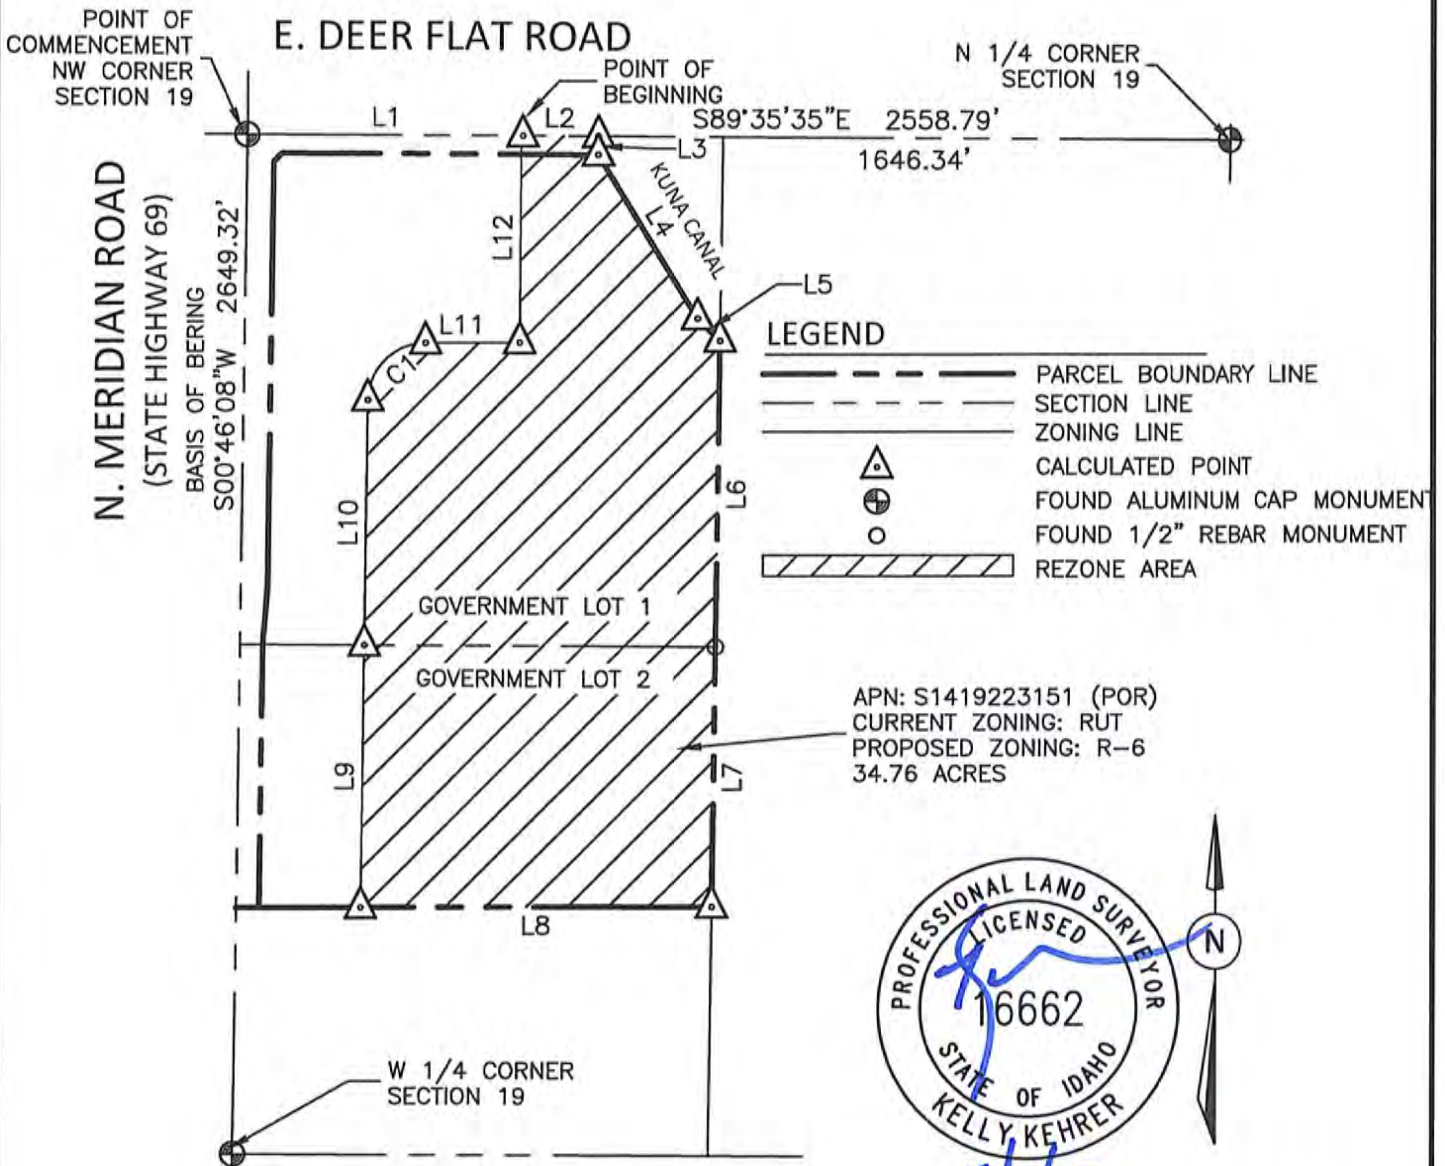 POINT OF
COMMENCEMENT
NW CORNER
SECTION 19
E. DEER FLAT ROAD
POINT OF
BEGINNING
N 1/4 CORNER
SECTION 19
L1
L2
S89°35'35"E 2558.79'
L3
1646.34'
N. MERIDIAN ROAD
(STATE HIGHWAY 69)
BASIS OF BERING
S00°46'08"W 2649.32'
KUNA CANAL
L4
L12
L5
L11
C1
LEGEND
PARCEL BOUNDARY LINE
SECTION LINE
ZONING LINE
CALCULATED POINT
FOUND ALUMINUM CAP MONUMENT
FOUND 1/2" REBAR MONUMENT
REZONE AREA
L10
L6
GOVERNMENT LOT 1
GOVERNMENT LOT 2
APN: S1419223151 (POR)
CURRENT ZONING: RUT
PROPOSED ZONING: R-6
34.76 ACRES
L9
L7
L8
PROFESSIONAL LAND SURVEYOR
LICENSED
16662
STATE OF IDAHO
KELLY KEHRER
N
W 1/4 CORNER
SECTION 19